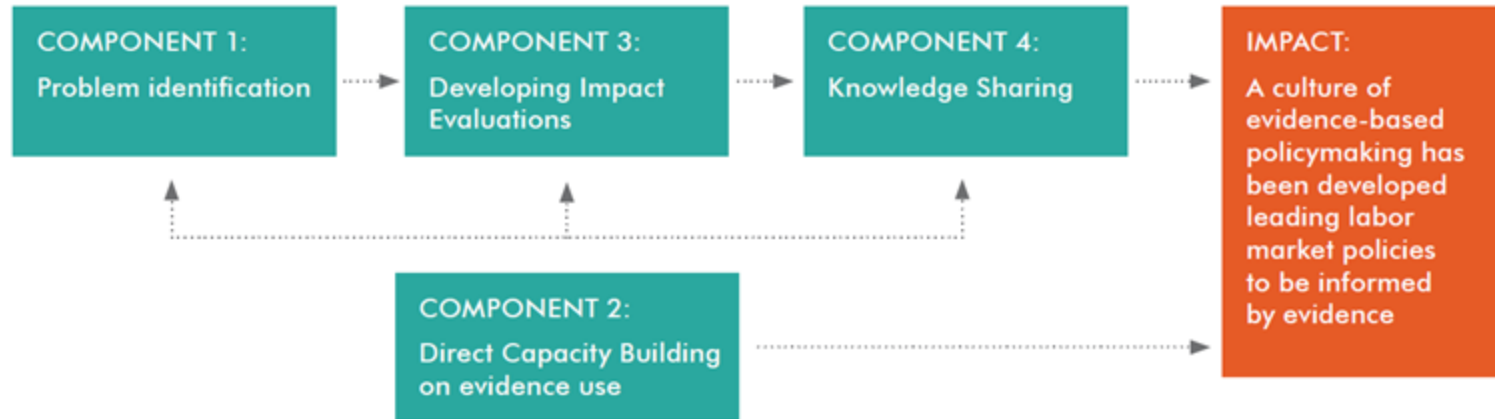 COMPONENT 1:
Problem identification
COMPONENT 3:
Developing Impact
Evaluations
COMPONENT 4:
Knowledge Sharing
IMPACT:
A culture of
evidence-based
policymaking has
been developed
leading labor
market policies
to be informed
by evidence
COMPONENT 2:
Direct Capacity Building
on evidence use